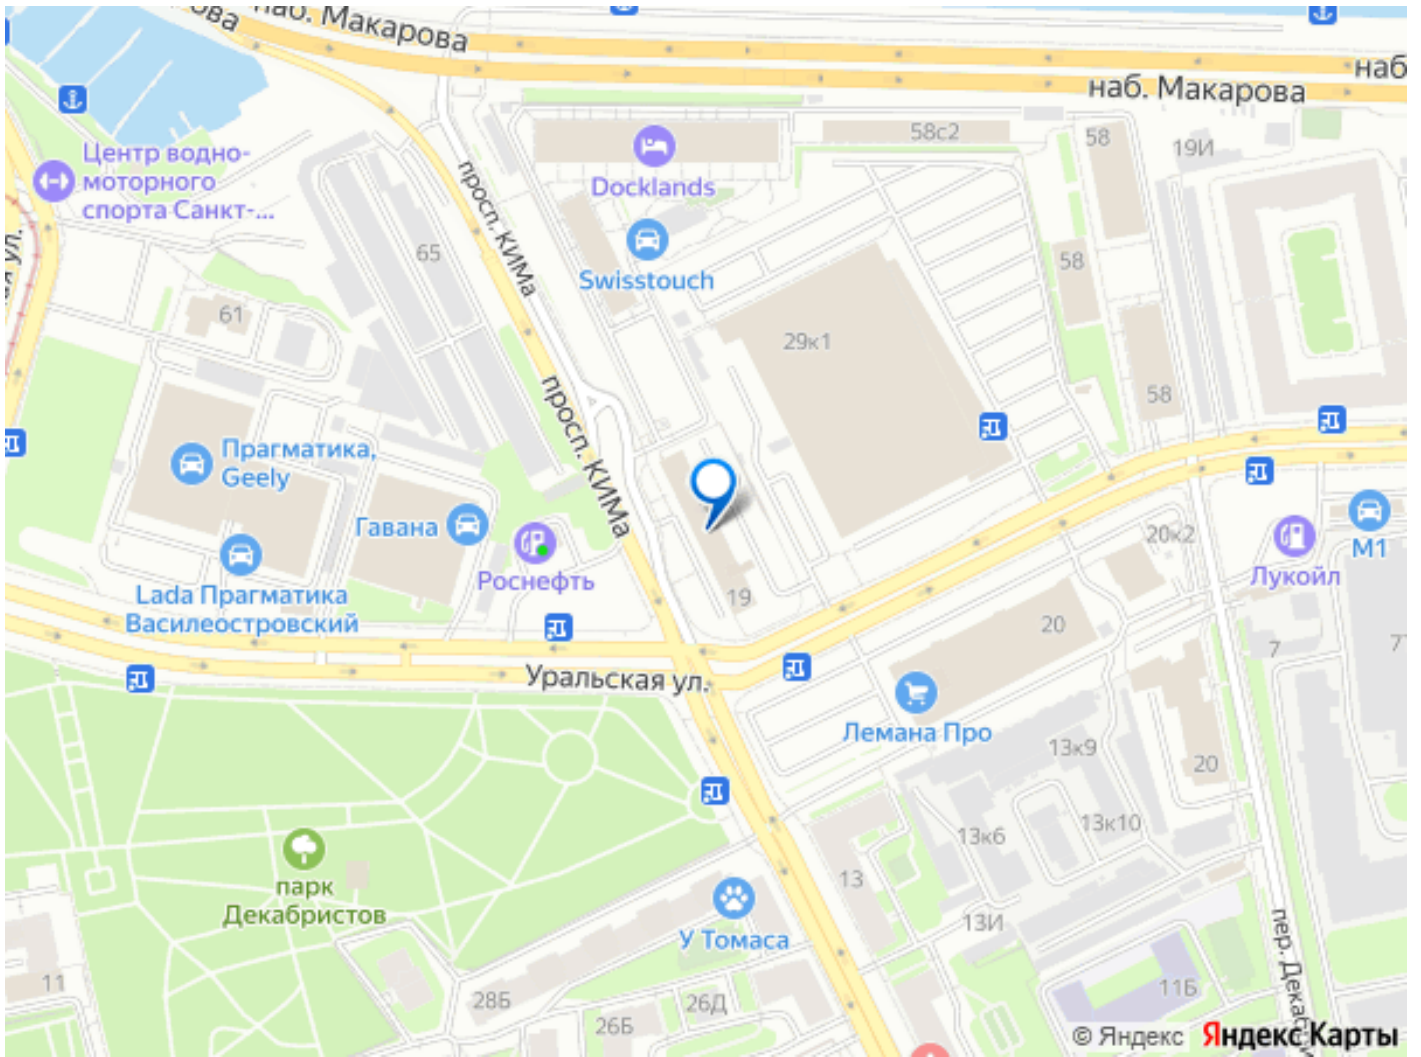 наб. Макарова
наб. Макарова
наб
58с2
58
19И
Центр водно-
моторного
спорта Санкт-...
Docklands
просп. КИМа
65
Swisstouch
58
61
29к1
58
просп. КИМа
Прагматика,
Geely
Гавана
Роснефть
20к2
М1
Лукойл
Lada Прагматика
Василеостровский
19
20
7
Уральская ул.
Лемана Про
13к9
20
13к6
13к10
парк
Декабристов
13
У Томаса
13И
пер. Декаб
11
28Б
26Д
26Б
11Б
© Яндекс Яндекс Карты